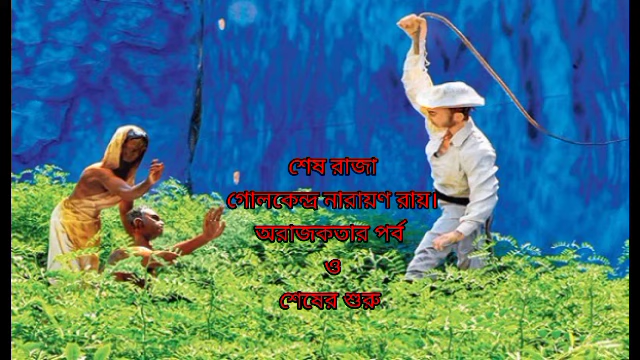 শেষ রাজা
গোলকেন্দ্র নারায়ণ রায়।
অরাজকতার পর্ব
ও
শেষের শুরু